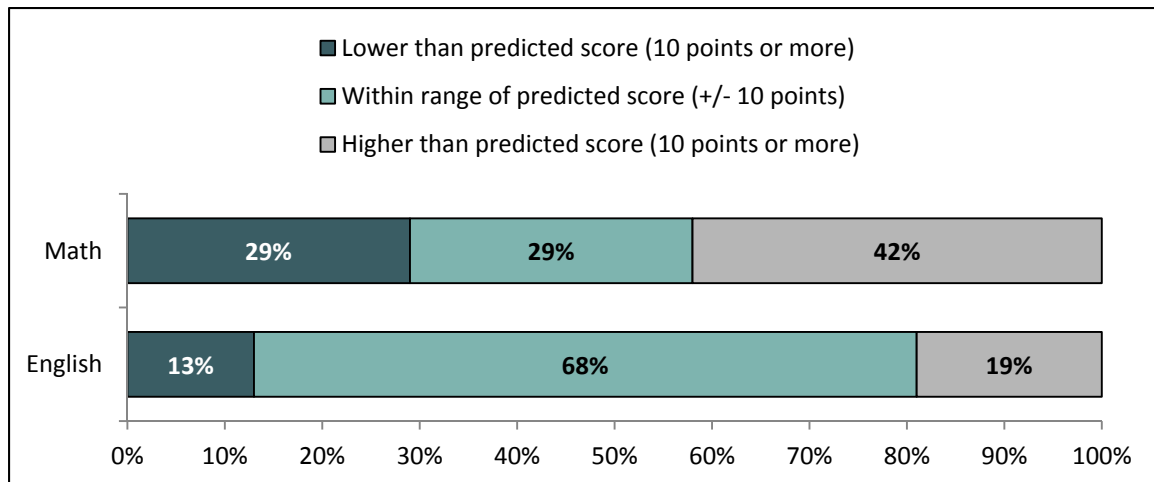 Lower than predicted score (10 points or more)
Within range of predicted score (+/- 10 points)
Higher than predicted score (10 points or more)
Math 29% 29% 42%
English 13% 68% 19%
0% 10% 20% 30% 40% 50% 60% 70% 80% 90% 100%